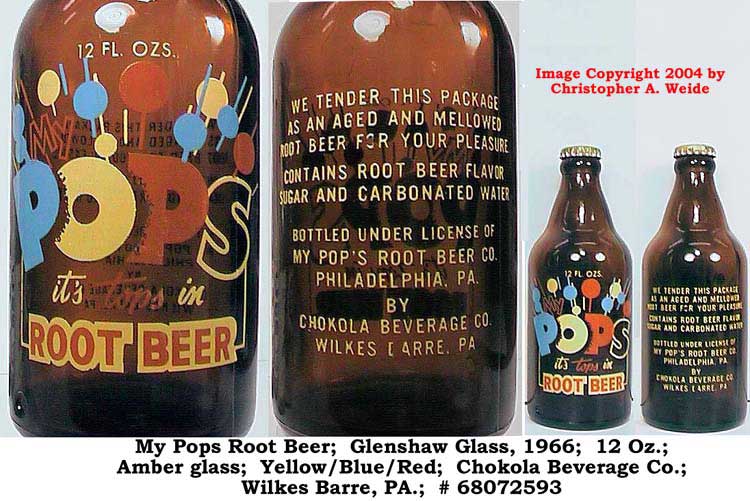 12 FL. OZS.
MY
POPS
it's tops in
ROOT BEER
WE TENDER THIS PACKAGE
AS AN AGED AND MELLOWED
ROOT BEER FOR YOUR PLEASURE
CONTAINS ROOT BEER FLAVOR
SUGAR AND CARBONATED WATER
BOTTLED UNDER LICENSE OF
MY POP'S ROOT BEER CO.
PHILADELPHIA, PA.
BY
CHOKOLA BEVERAGE CO.
WILKES ARRE, PA
Image Copyright 2004 by
Christopher A. Weide
12 FL. OZS.
MY
POPS
it's tops in
ROOT BEER
WE TENDER THIS PACKAGE
AS AN AGED AND MELLOWED
ROOT BEER FOR YOUR PLEASURE
CONTAINS ROOT BEER FLAVOR
SUGAR AND CARBONATED WATER
BOTTLED UNDER LICENSE OF
MY POP'S ROOT BEER CO.
PHILADELPHIA, PA
BY
CHOKOLA BEVERAGE CO
WILKES ARRE, PA
My Pops Root Beer; Glenshaw Glass, 1966; 12 Oz.;
Amber glass; Yellow/Blue/Red; Chokola Beverage Co.;
Wilkes Barre, PA.; # 68072593